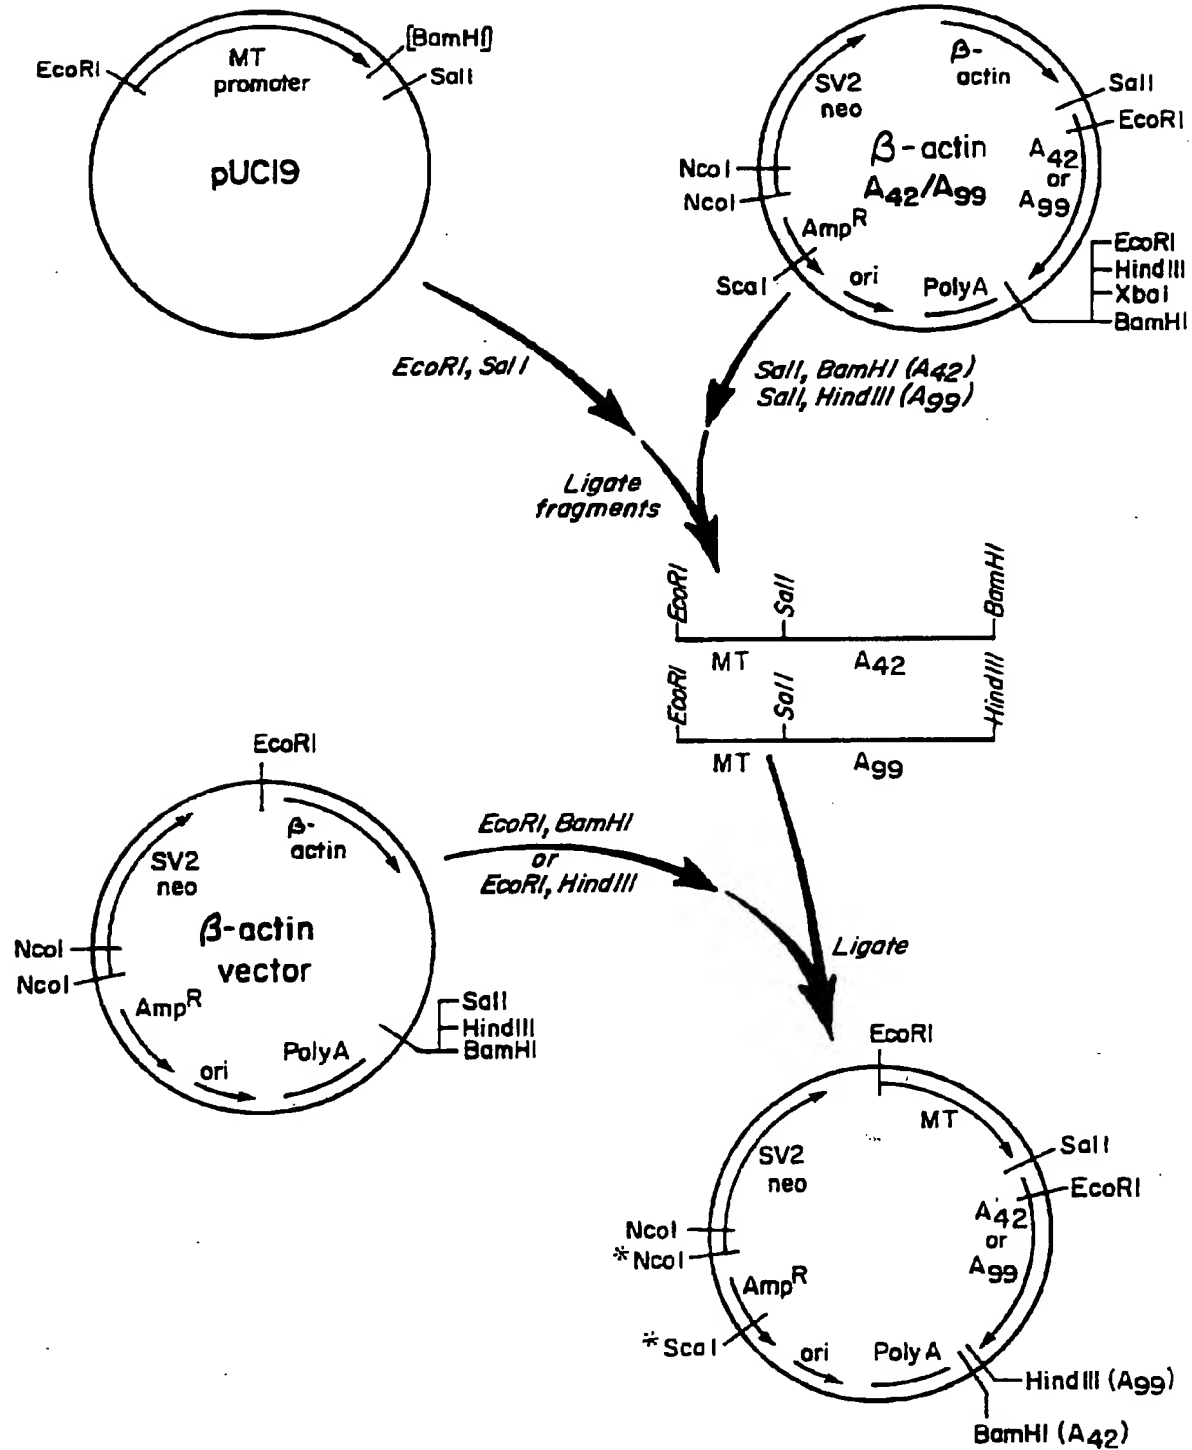 EcoRI
MT
promoter
[BamHI]
SalI
pUC19
β-
actin
SV2
neo
SalI
EcoRI
β-actin
A42/A99
A42
or
A99
NcoI
NcoI
AmpR
ScaI
ori
PolyA
EcoRI
HindIII
XbaI
BamHI
EcoRI, SalI
SalI, BamHI (A42)
SalI, HindIII (A99)
Ligate
fragments
EcoRI
SalI
BamHI
MT
A42
EcoRI
SalI
HindIII
MT
A99
EcoRI
β-
actin
SV2
neo
β-actin
vector
NcoI
NcoI
AmpR
ori
PolyA
SalI
HindIII
BamHI
EcoRI, BamHI
or
EcoRI, HindIII
Ligate
EcoRI
MT
SalI
EcoRI
SV2
neo
A42
or
A99
NcoI
*NcoI
AmpR
*ScaI
ori
PolyA
HindIII (A99)
BamHI (A42)